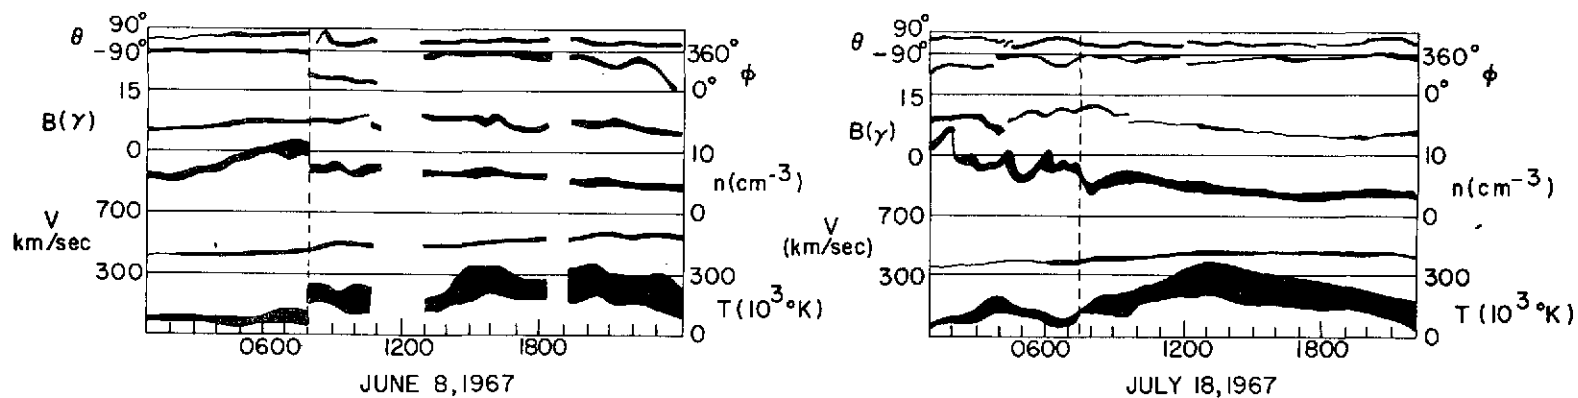 90°
θ
-90°
360°
φ
0°
15
B(γ)
0
10
n(cm⁻³)
700
0
V
km/sec
300
300
T(10³ °K)
0
0600 1200 1800
JUNE 8, 1967
90°
θ
-90°
360°
φ
0°
15
B(γ)
0
10
n(cm⁻³)
700
0
V
(km/sec)
300
300
T(10³ °K)
0
0600 1200 1800
JULY 18, 1967